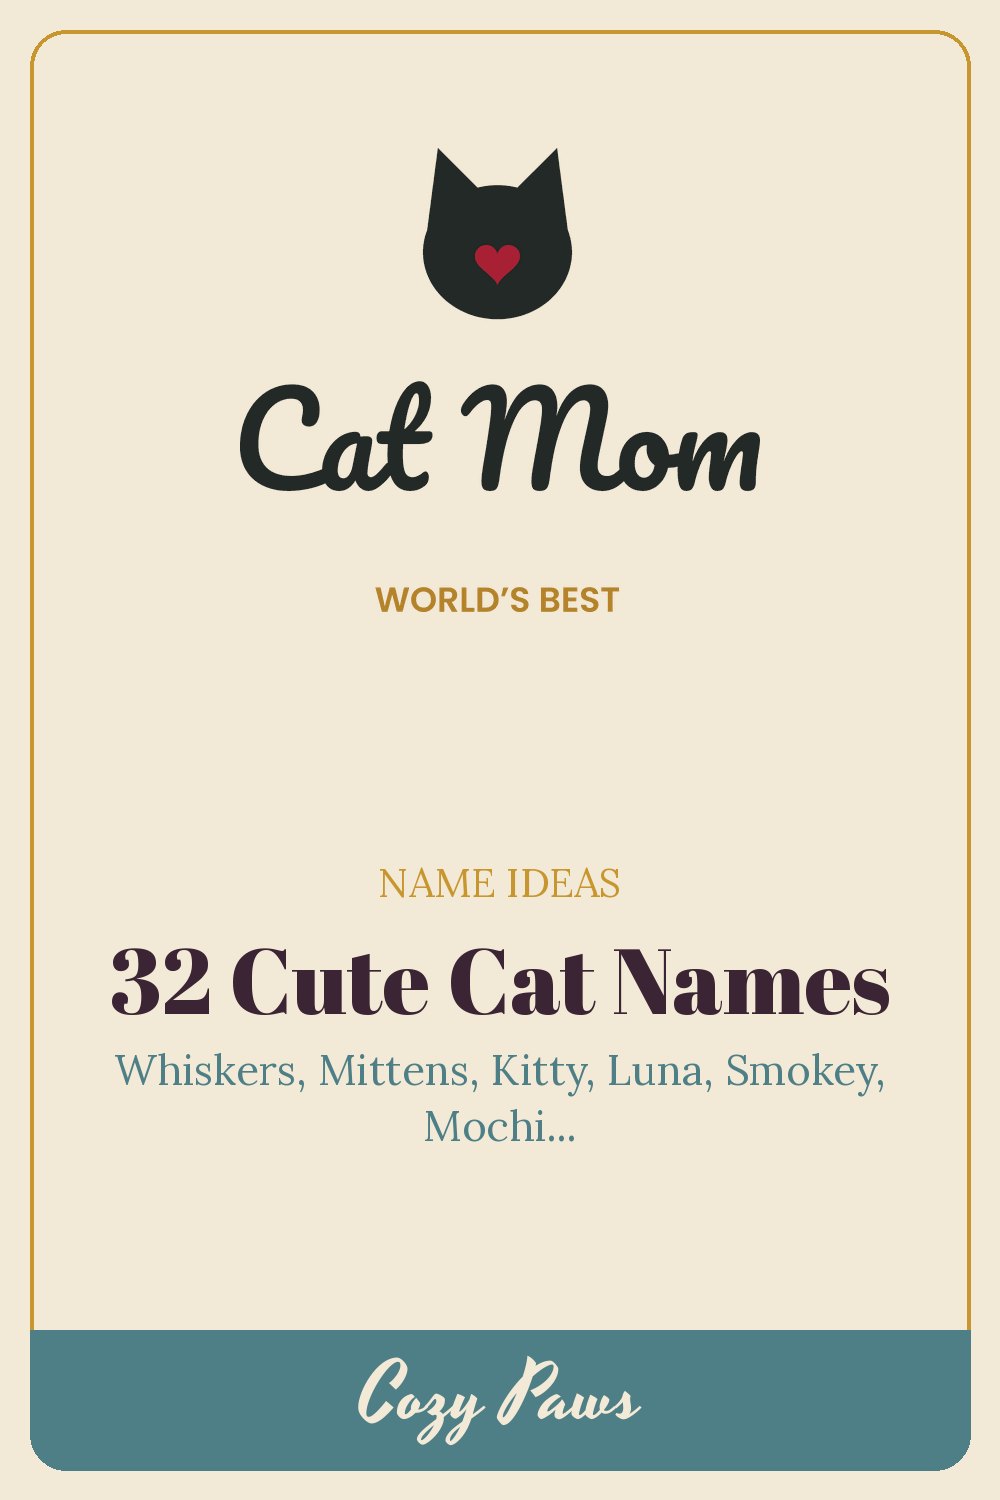 Cat Mom
WORLD’S BEST
NAME IDEAS
32 Cute Cat Names
Whiskers, Mittens, Kitty, Luna, Smokey,
Mochi...
Cozy Paws